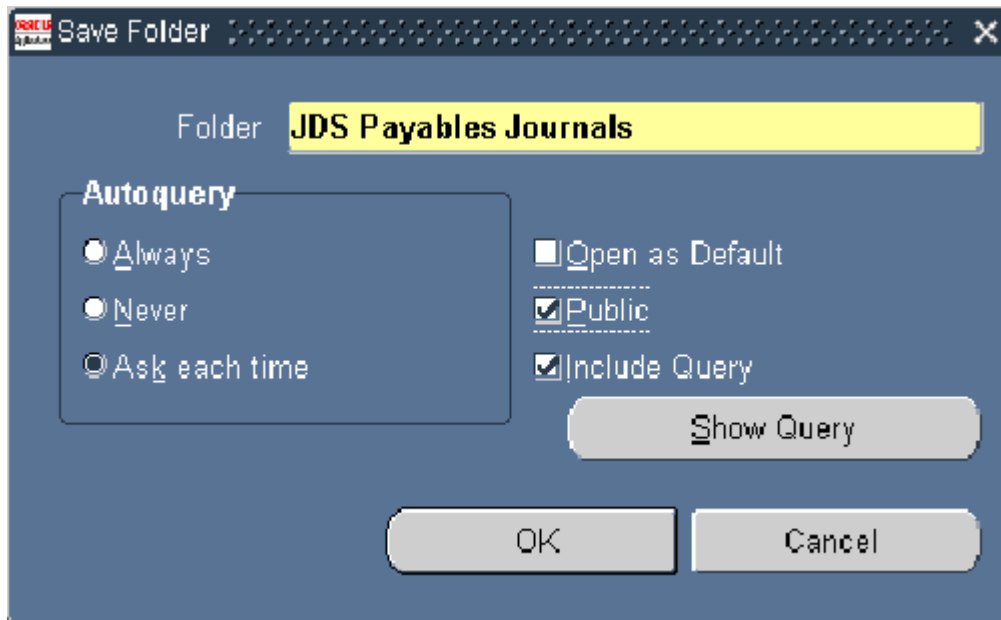 ORACLE
Save Folder
Folder JDS Payables Journals
Autoquery
Always
Open as Default
Never
Public
Ask each time
Include Query
Show Query
OK Cancel